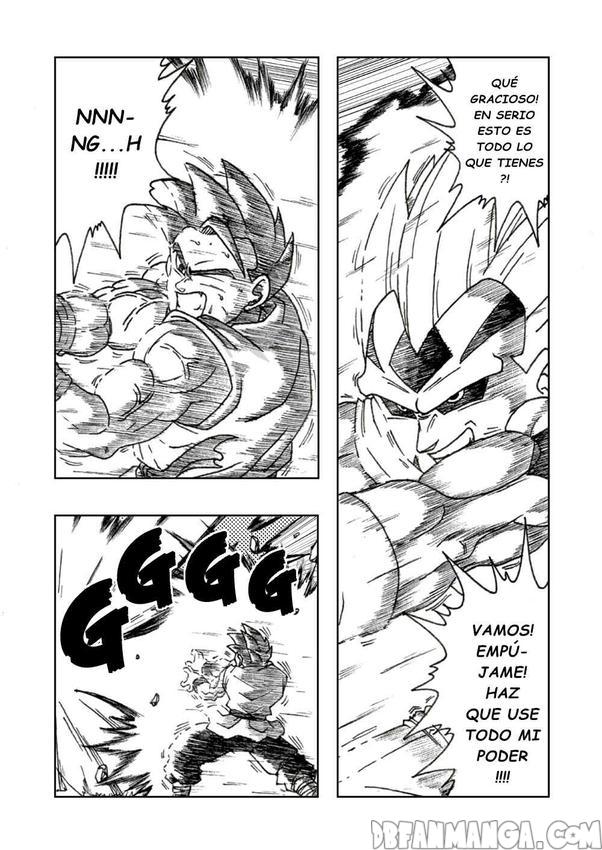 QUÉ
GRACIOSO!
EN SERIO
ESTO ES
TODO LO
QUE TIENES
?!
VAMOS!
EMPÚ-
JAME!
HAZ
QUE USE
TODO MI
PODER
!!!!
NNN-
NG...H
!!!!!
GGGG
DBFANMANGA.COM